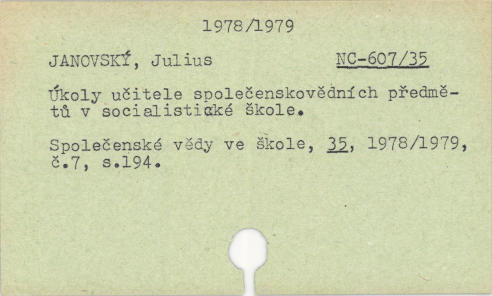 1978/1979
JANOVSKÝ, Julius NC-607/35
Úkoly učitele společenskovědních předmě-
tů v socialistické škole.
Společenské vědy ve škole, 35, 1978/1979,
č.7, s.194.